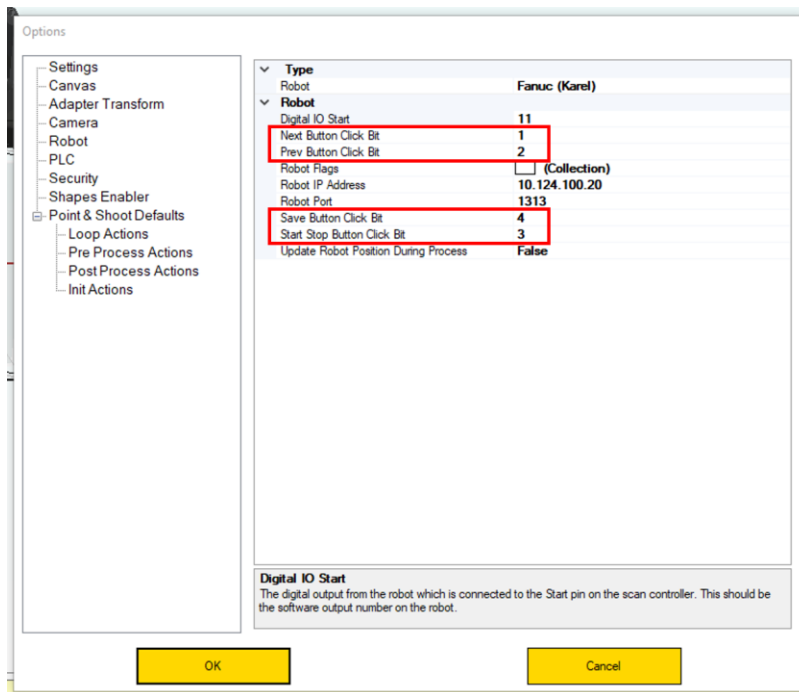 Options
Settings
Canvas
Adapter Transform
Camera
Robot
PLC
Security
Shapes Enabler
Point & Shoot Defaults
Loop Actions
Pre Process Actions
Post Process Actions
Init Actions
Type
Robot Fanuc (Karel)
Robot
Digital IO Start 11
Next Button Click Bit 1
Prev Button Click Bit 2
Robot Flags (Collection)
Robot IP Address 10.124.100.20
Robot Port 1313
Save Button Click Bit 4
Start Stop Button Click Bit 3
Update Robot Position During Process False
Digital IO Start
The digital output from the robot which is connected to the Start pin on the scan controller. This should be
the software output number on the robot.
OK Cancel